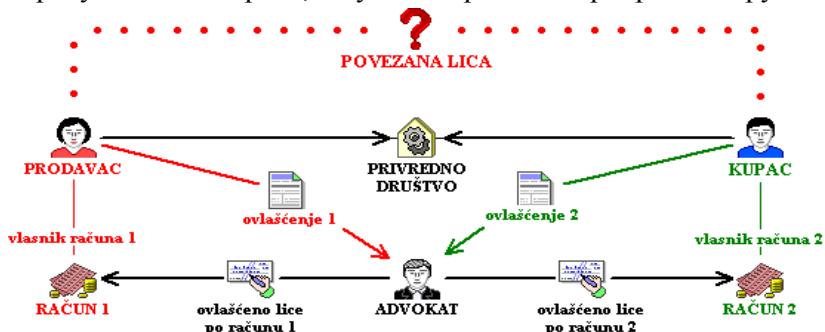 ?
POVEZANA LICA
PRODAVAC
PRIVREDNO
DRUŠTVO
KUPAC
ovlašćenje 1
ovlašćenje 2
vlasnik računa 1
vlasnik računa 2
RAČUN 1
ovlašćeno lice
po računu 1
ADVOKAT
ovlašćeno lice
po računu 2
RAČUN 2